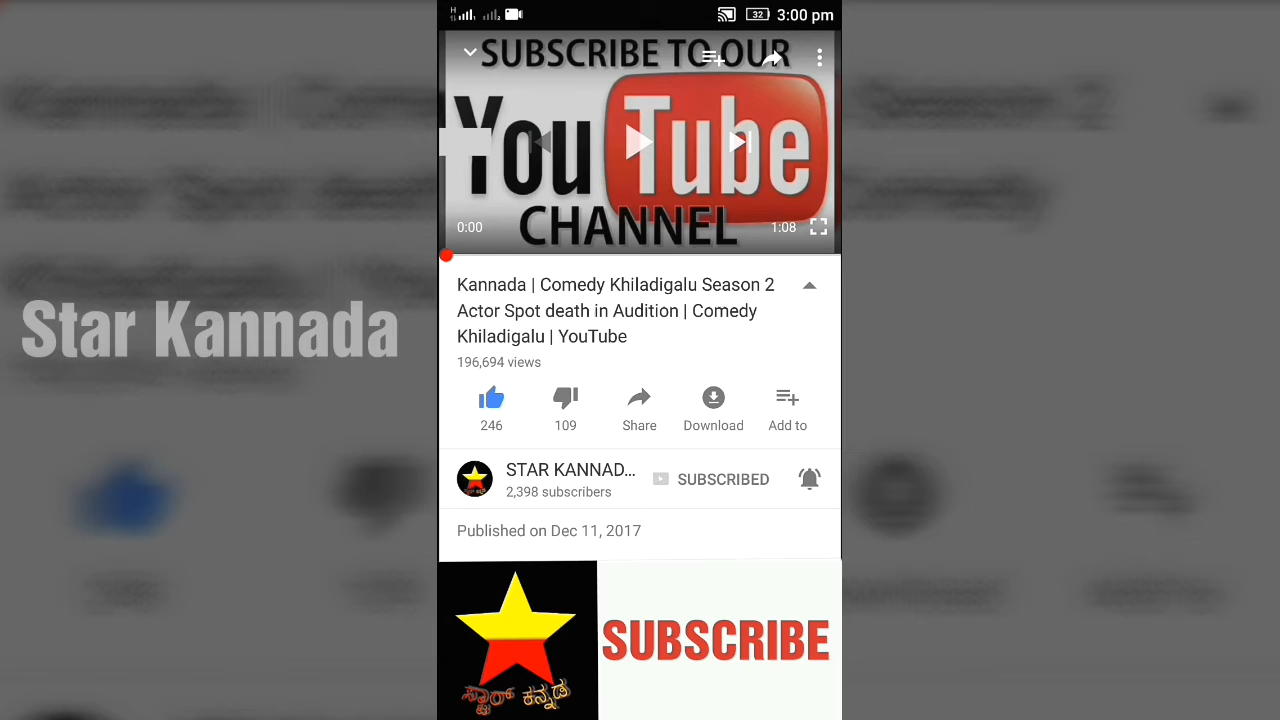 H
32
3:00 pm
SUBSCRIBE TO OUR
YouTube
CHANNEL
0:00
1:08
Kannada | Comedy Khiladigalu Season 2
Actor Spot death in Audition | Comedy
Khiladigalu | YouTube
196,694 views
246
109
Share
Download
Add to
STAR KANNAD...
SUBSCRIBED
2,398 subscribers
Published on Dec 11, 2017
Star Kannada
ಸ್ಟಾರ್ ಕನ್ನಡ
SUBSCRIBE